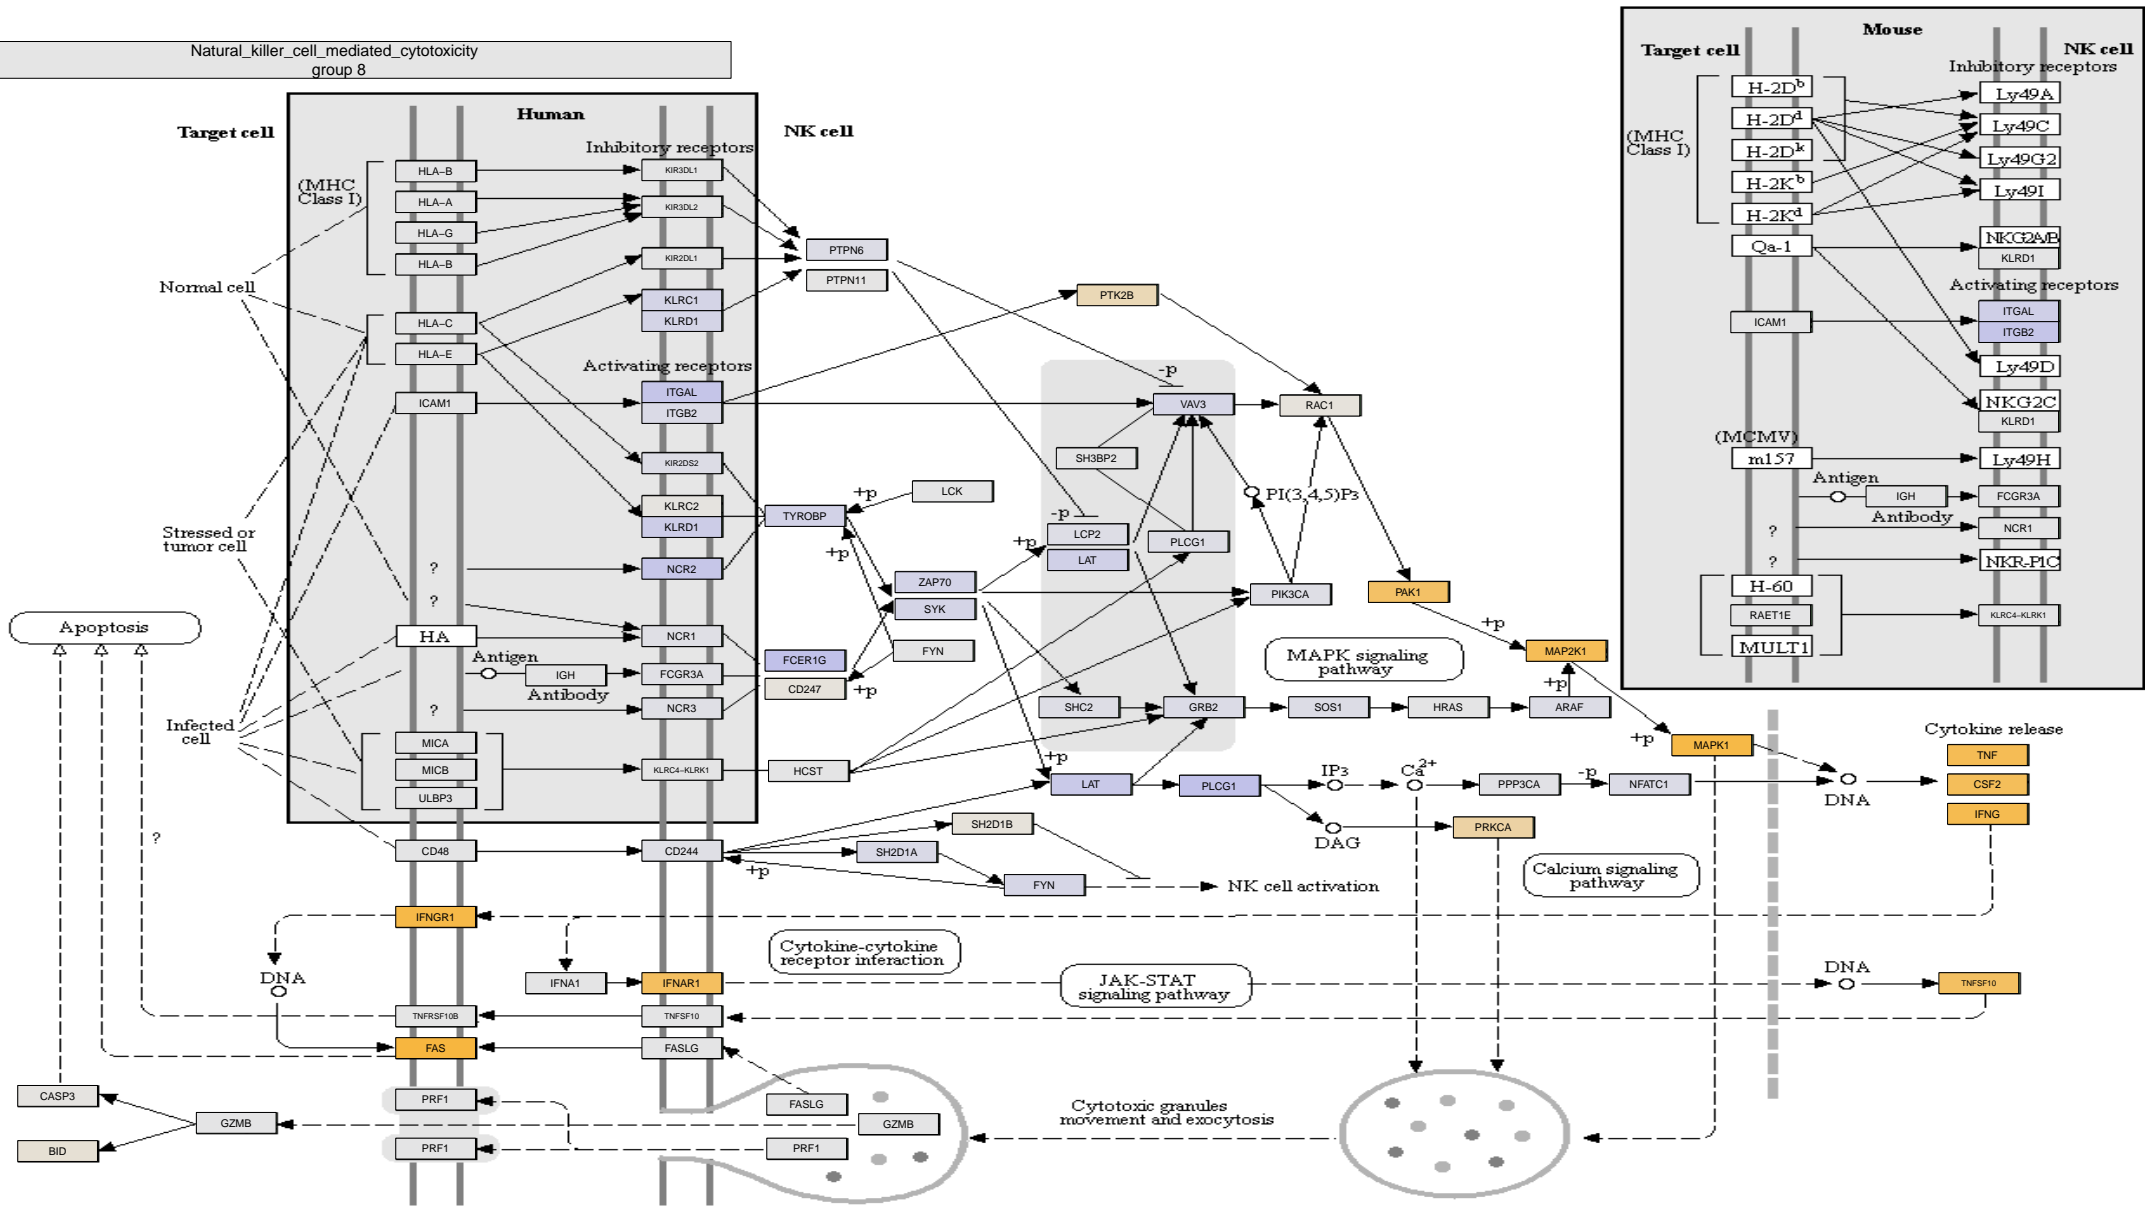 Natural_killer_cell_mediated_cytotoxicity
group 8
Target cell
Human
NK cell
Inhibitory receptors
(MHC
Class I)
HLA–B
KIR3DL1
HLA–A
KIR3DL2
HLA–G
HLA–B
KIR2DL1
PTPN6
PTPN11
Normal cell
KLRC1
KLRD1
PTK2B
HLA–C
HLA–E
Activating receptors
ITGAL
ITGB2
ICAM1
-p
VAV3
RAC1
SH3BP2
KIR2DS2
KLRC2
KLRD1
TYROBP
+p
LCK
PI(3,4,5)P3
Stressed or
tumor cell
-p
LCP2
LAT
PLCG1
+p
+p
?
NCR2
ZAP70
SYK
PIK3CA
PAK1
?
Apoptosis
HA
NCR1
FYN
+p
MAP2K1
Antigen
IGH
Antibody
FCGR3A
FCER1G
CD247
+p
MAPK signaling
pathway
+p
?
NCR3
SHC2
GRB2
SOS1
HRAS
ARAF
Infected
cell
MICA
MICB
ULBP3
KLRC4–KLRK1
HCST
+p
+p
MAPK1
Cytokine release
TNF
CSF2
IFNG
LAT
PLCG1
IP3
Ca2+
PPP3CA
-p
NFATC1
DNA
?
SH2D1B
DAG
PRKCA
CD48
CD244
SH2D1A
+p
FYN
NK cell activation
Calcium signaling
pathway
IFNGR1
Cytokine-cytokine
receptor inferaction
DNA
IFNA1
IFNAR1
JAK-STAT
signaling pathway
DNA
TNFSF10
TNFRSF10B
TNFSF10
FAS
FASLG
CASP3
PRF1
FASLG
GZMB
GZMB
Cytotoxic granules
movement and exocytosis
BID
PRF1
PRF1
Mouse
Target cell
NK cell
Inhibitory receptors
(MHC
Class I)
H-2Db
Ly49A
H-2Dd
Ly49C
H-2Dk
Ly49G2
H-2Kb
Ly49I
H-2Kd
Qa-1
NKG2A/B
KLRD1
Activating receptors
ICAM1
ITGAL
ITGB2
Ly49D
NKG2C
KLRD1
(MCMV)
m157
Ly49H
Antigen
IGH
Antibody
FCGR3A
?
NCR1
?
NKR-P1C
H-60
RAET1E
MULT1
KLRC4–KLRK1